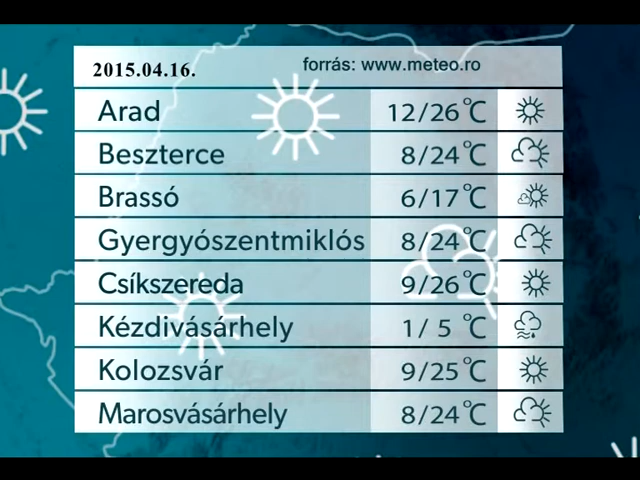 2015.04.16. forrás: www.meteo.ro
Arad 12/26°C
Beszterce 8/24°C
Brassó 6/17°C
Gyergyószentmiklós 8/24°C
Csíkszereda 9/26°C
Kézdivásárhely 1/ 5°C
Kolozsvár 9/25°C
Marosvásárhely 8/24°C